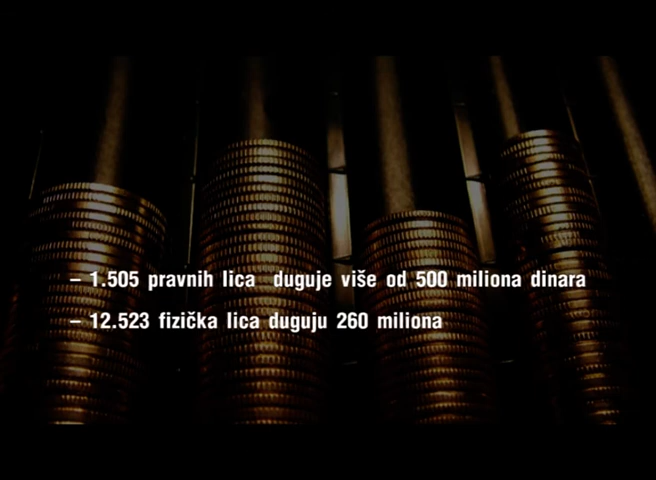 – 1.505 pravnih lica duguje više od 500 miliona dinara
– 12.523 fizička lica duguju 260 miliona